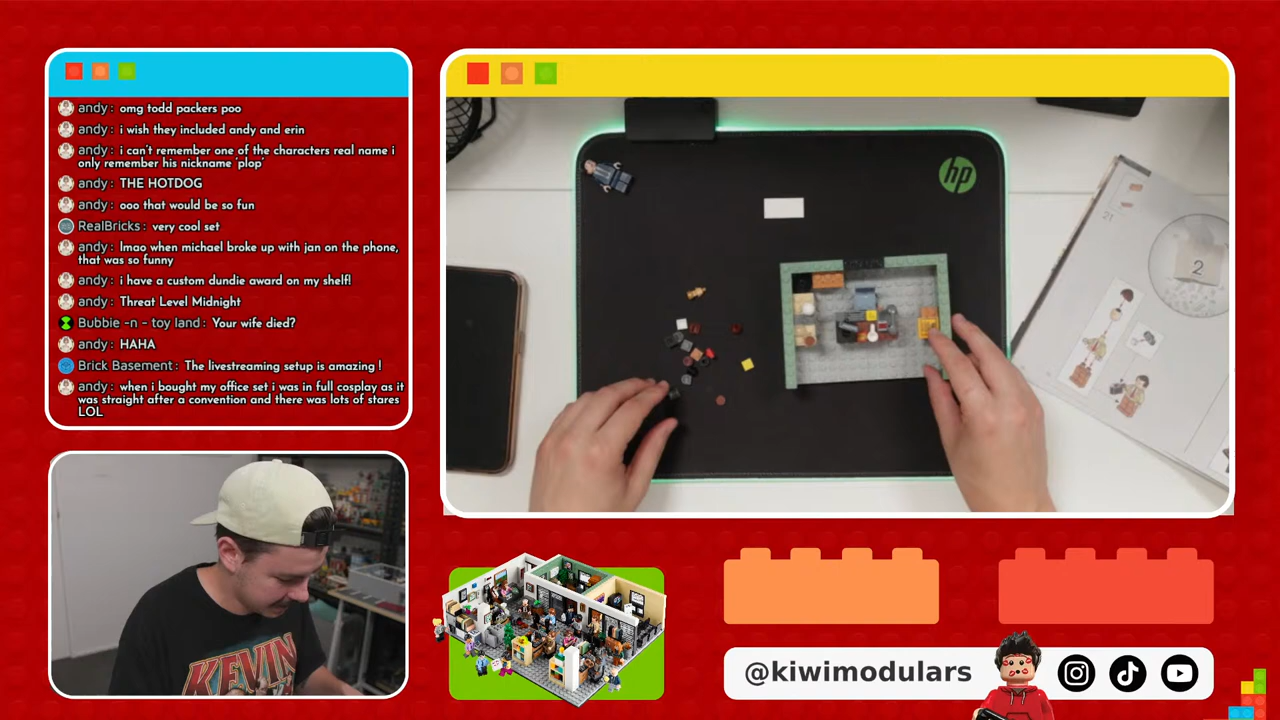 andy: omg todd packers poo
andy: i wish they included andy and erin
andy: i can't remember one of the characters real name i
only remember his nickname 'plop'
andy: THE HOTDOG
andy: ooo that would be so fun
RealBricks: very cool set
andy: lmao when michael broke up with jan on the phone,
that was so funny
andy: i have a custom dundie award on my shelf!
andy: Threat Level Midnight
Bubble -n - toy land: Your wife died?
andy: HAHA
Brick Basement: The livestreaming setup is amazing !
andy: when i bought my office set i was in full cosplay as it
was straight after a convention and there was lots of stares
LOL
hp
21
2
KEVIN
@kiwimodulars